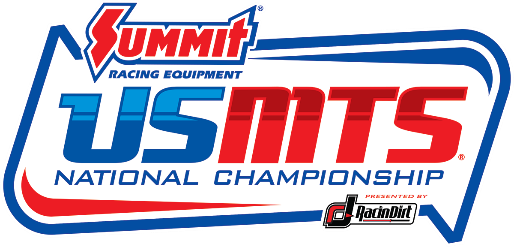 SUMMIT®
RACING EQUIPMENT
USMTS®
NATIONAL CHAMPIONSHIP
PRESENTED BY
d RacinDirt